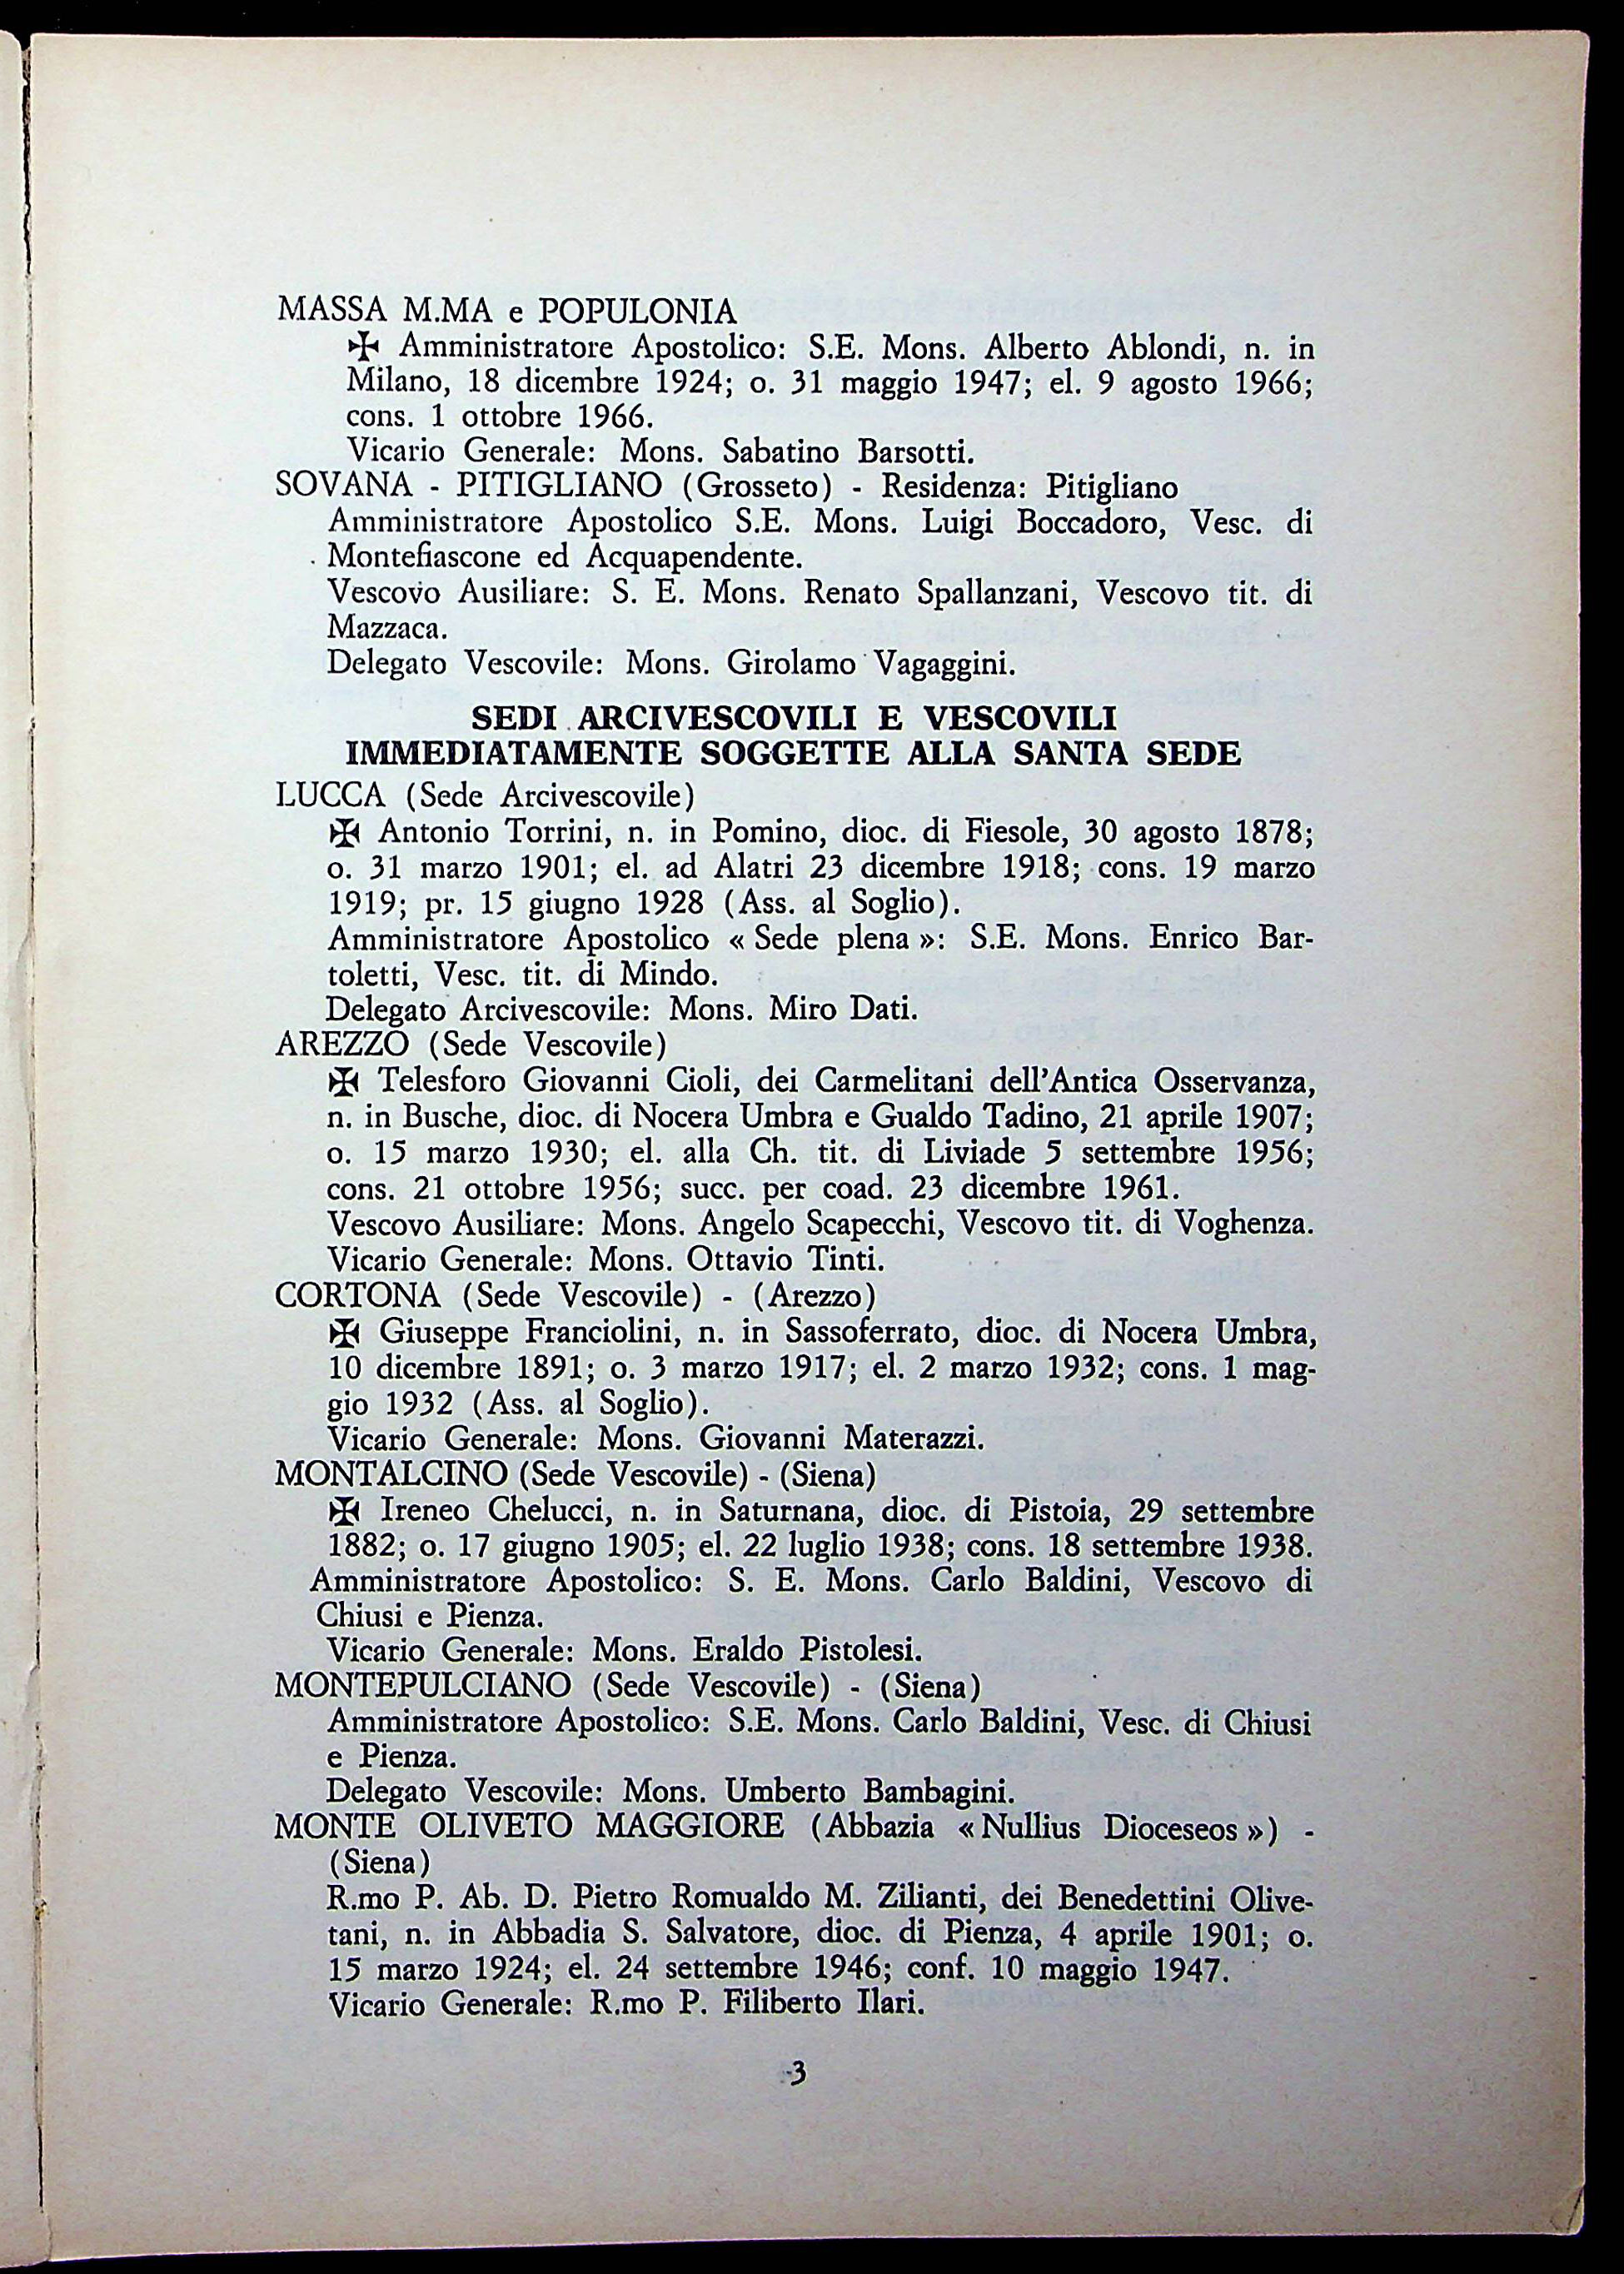 MASSA M.MA e POPULONIA
✠ Amministratore Apostolico: S.E. Mons. Alberto Ablondi, n. in
Milano, 18 dicembre 1924; o. 31 maggio 1947; el. 9 agosto 1966;
cons. 1 ottobre 1966.
Vicario Generale: Mons. Sabatino Barsotti.
SOVANA - PITIGLIANO (Grosseto) - Residenza: Pitigliano
Amministratore Apostolico S.E. Mons. Luigi Boccadoro, Vesc. di
Montefiascone ed Acquapendente.
Vescovo Ausiliare: S. E. Mons. Renato Spallanzani, Vescovo tit. di
Mazzaca.
Delegato Vescovile: Mons. Girolamo Vagaggini.
SEDI ARCIVESCOVILI E VESCOVILI
IMMEDIATAMENTE SOGGETTE ALLA SANTA SEDE
LUCCA (Sede Arcivescovile)
✠ Antonio Torrini, n. in Pomino, dioc. di Fiesole, 30 agosto 1878;
o. 31 marzo 1901; el. ad Alatri 23 dicembre 1918; cons. 19 marzo
1919; pr. 15 giugno 1928 (Ass. al Soglio).
Amministratore Apostolico « Sede plena »: S.E. Mons. Enrico Bar-
toletti, Vesc. tit. di Mindo.
Delegato Arcivescovile: Mons. Miro Dati.
AREZZO (Sede Vescovile)
✠ Telesforo Giovanni Cioli, dei Carmelitani dell'Antica Osservanza,
n. in Busche, dioc. di Nocera Umbra e Gualdo Tadino, 21 aprile 1907;
o. 15 marzo 1930; el. alla Ch. tit. di Liviade 5 settembre 1956;
cons. 21 ottobre 1956; succ. per coad. 23 dicembre 1961.
Vescovo Ausiliare: Mons. Angelo Scapecchi, Vescovo tit. di Voghenza.
Vicario Generale: Mons. Ottavio Tinti.
CORTONA (Sede Vescovile) - (Arezzo)
✠ Giuseppe Franciolini, n. in Sassoferrato, dioc. di Nocera Umbra,
10 dicembre 1891; o. 3 marzo 1917; el. 2 marzo 1932; cons. 1 mag-
gio 1932 (Ass. al Soglio).
Vicario Generale: Mons. Giovanni Materazzi.
MONTALCINO (Sede Vescovile) - (Siena)
✠ Ireneo Chelucci, n. in Saturnana, dioc. di Pistoia, 29 settembre
1882; o. 17 giugno 1905; el. 22 luglio 1938; cons. 18 settembre 1938.
Amministratore Apostolico: S. E. Mons. Carlo Baldini, Vescovo di
Chiusi e Pienza.
Vicario Generale: Mons. Eraldo Pistolesi.
MONTEPULCIANO (Sede Vescovile) - (Siena)
Amministratore Apostolico: S.E. Mons. Carlo Baldini, Vesc. di Chiusi
e Pienza.
Delegato Vescovile: Mons. Umberto Bambagini.
MONTE OLIVETO MAGGIORE (Abbazia « Nullius Dioceseos ») -
(Siena)
R.mo P. Ab. D. Pietro Romualdo M. Zilianti, dei Benedettini Olive-
tani, n. in Abbadia S. Salvatore, dioc. di Pienza, 4 aprile 1901; o.
15 marzo 1924; el. 24 settembre 1946; conf. 10 maggio 1947.
Vicario Generale: R.mo P. Filiberto Ilari.
3